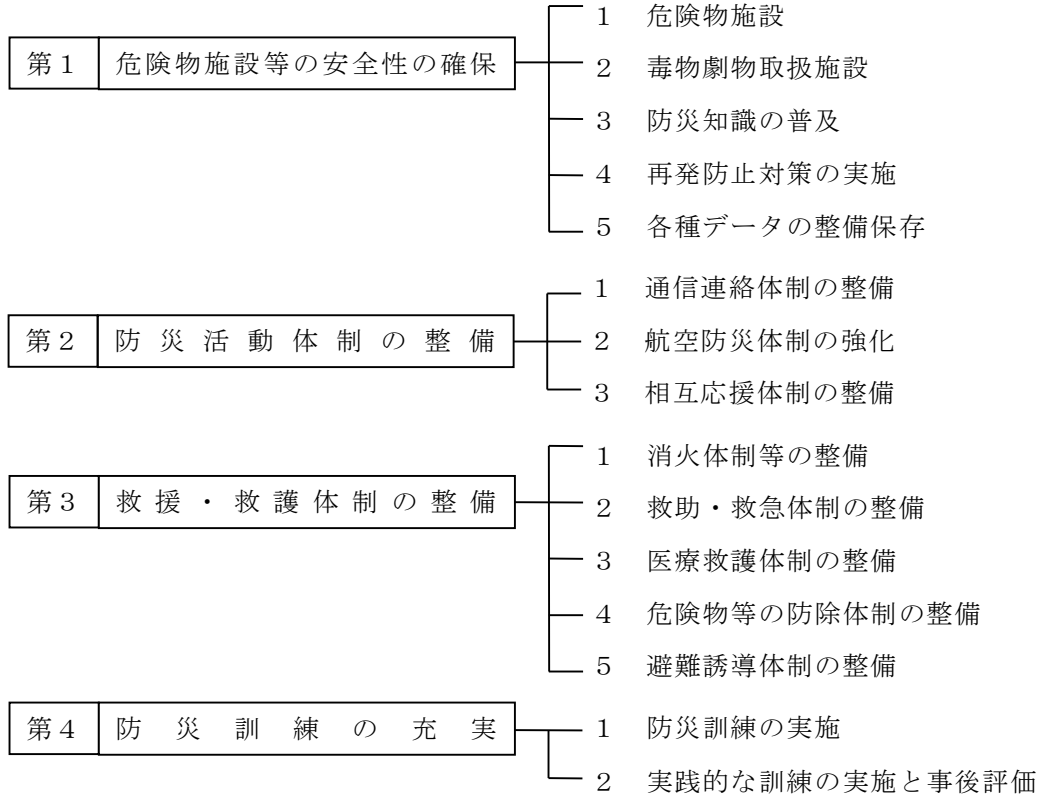 第１ 危険物施設等の安全性の確保
１ 危険物施設
２ 毒物劇物取扱施設
３ 防災知識の普及
４ 再発防止対策の実施
５ 各種データの整備保存
第２ 防災活動体制の整備
１ 通信連絡体制の整備
２ 航空防災体制の強化
３ 相互応援体制の整備
第３ 救援・救護体制の整備
１ 消火体制等の整備
２ 救助・救急体制の整備
３ 医療救護体制の整備
４ 危険物等の防除体制の整備
５ 避難誘導体制の整備
第４ 防災訓練の充実
１ 防災訓練の実施
２ 実践的な訓練の実施と事後評価